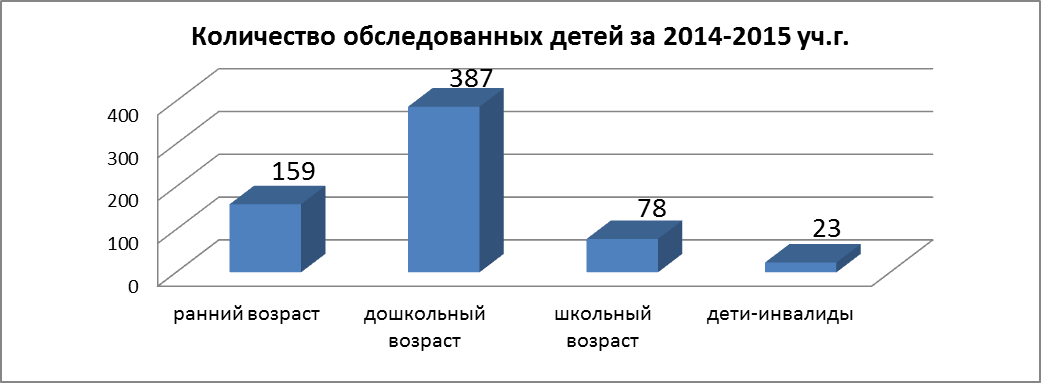 Количество обследованных детей за 2014-2015 уч.г.
387
400
300
159
200
78
100
23
0
ранний возраст
дошкольный
возраст
школьный
возраст
дети-инвалиды